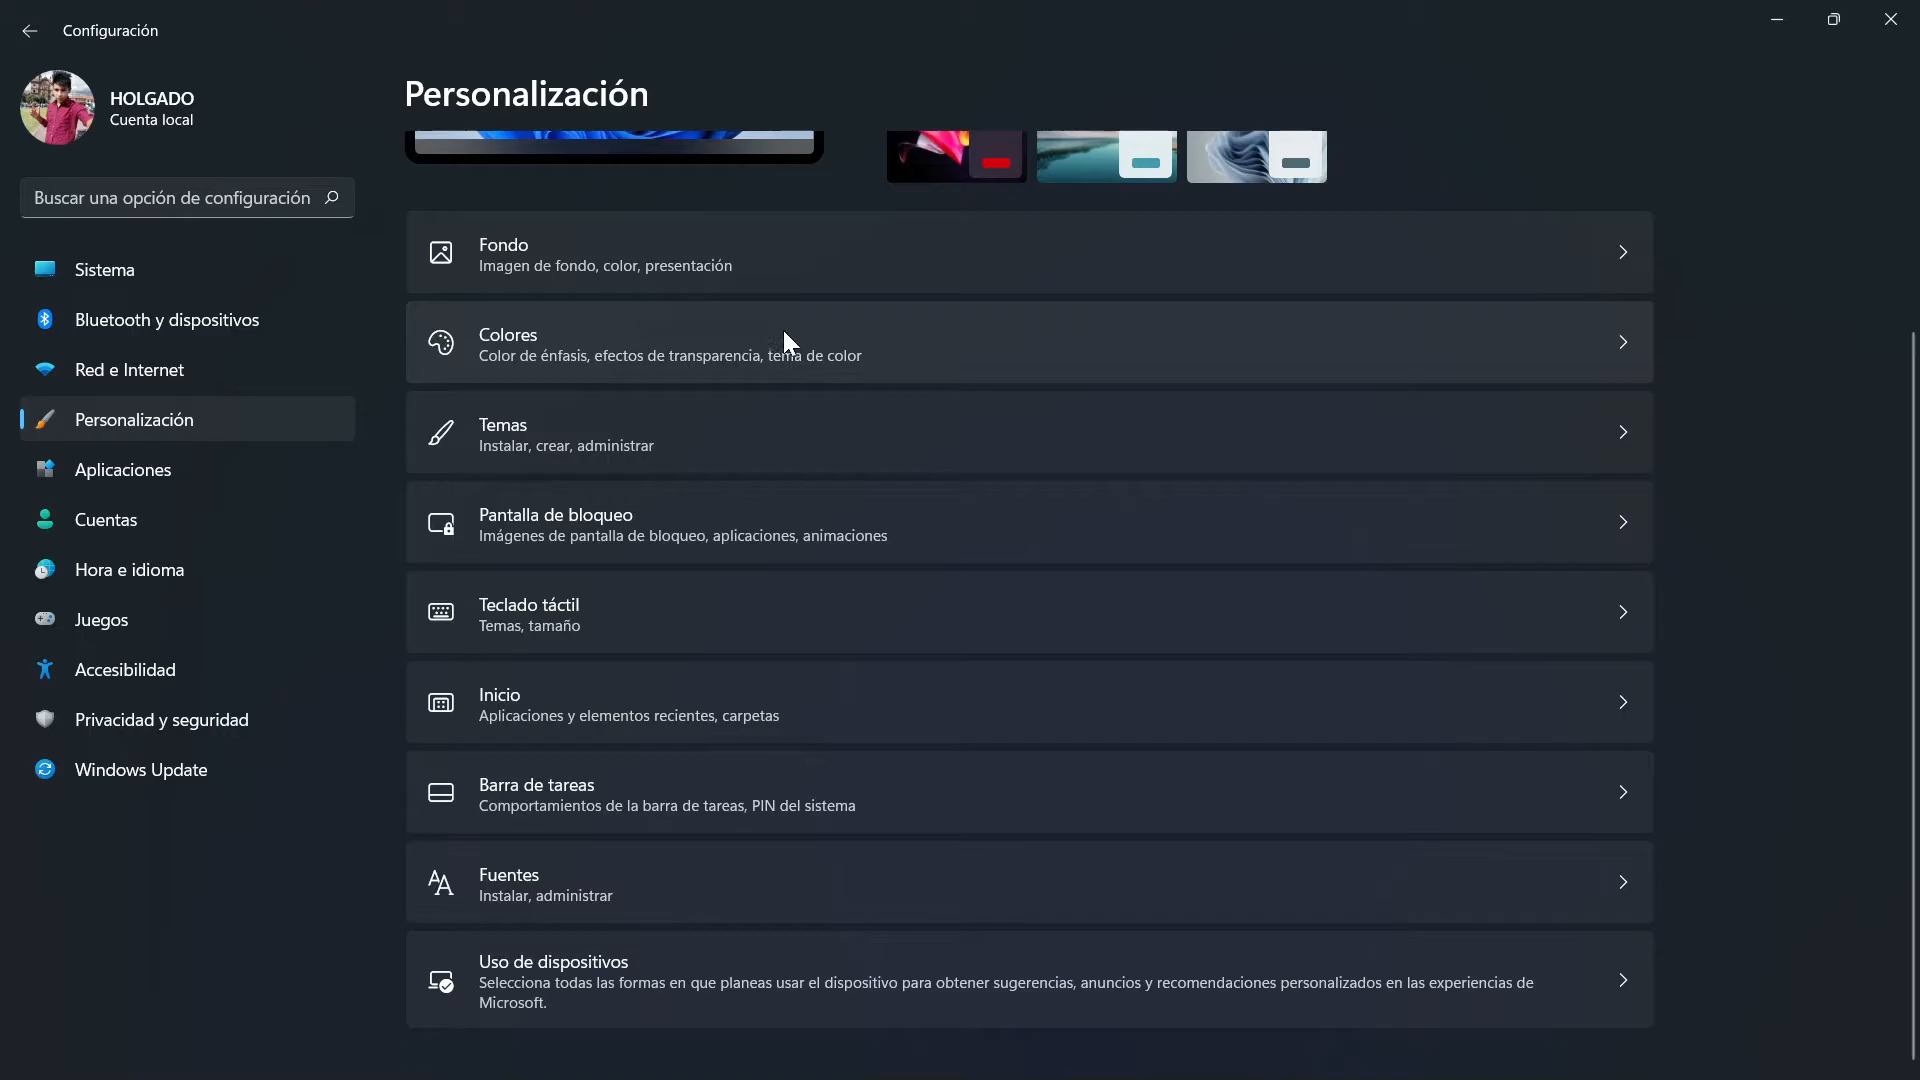 Configuración
HOLGADO
Cuenta local
Buscar una opción de configuración
Sistema
Bluetooth y dispositivos
Red e Internet
Personalización
Aplicaciones
Cuentas
Hora e idioma
Juegos
Accesibilidad
Privacidad y seguridad
Windows Update
Personalización
Fondo
Imagen de fondo, color, presentación
Colores
Color de énfasis, efectos de transparencia, tema de color
Temas
Instalar, crear, administrar
Pantalla de bloqueo
Imágenes de pantalla de bloqueo, aplicaciones, animaciones
Teclado táctil
Temas, tamaño
Inicio
Aplicaciones y elementos recientes, carpetas
Barra de tareas
Comportamientos de la barra de tareas, PIN del sistema
Fuentes
Instalar, administrar
Uso de dispositivos
Selecciona todas las formas en que planeas usar el dispositivo para obtener sugerencias, anuncios y recomendaciones personalizados en las experiencias de
Microsoft.